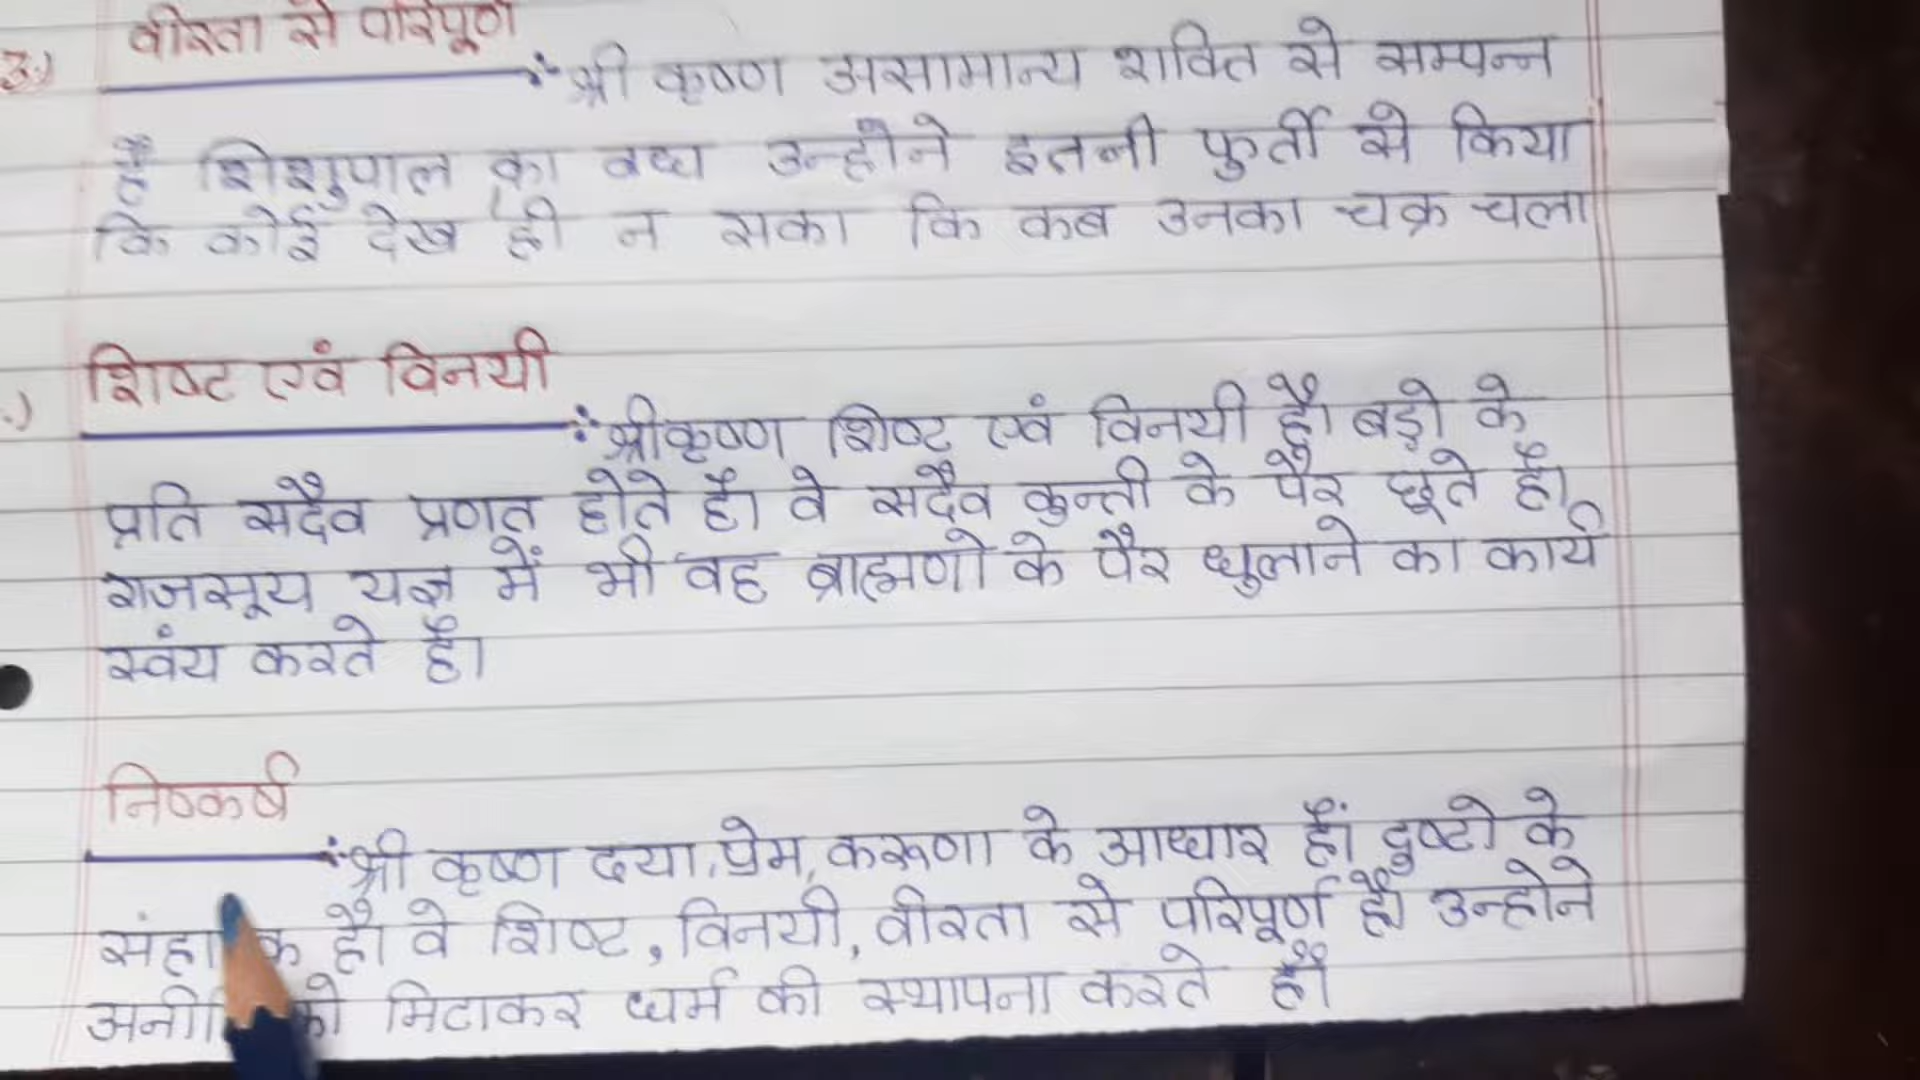 वीरता से परिपूर्ण
3.) श्री कृष्ण असामान्य शक्ति से सम्पन्न
है शिशुपाल का वध उन्होने इतनी फुर्ती से किया
कि कोई देख ही न सका कि कब उनका चक्र चला
शिष्ट एवं विनयी
.) श्रीकृष्ण शिष्ट एवं विनयी है। बड़ो के
प्रति सदैव प्रणत होते है। वे सदैव कुन्ती के पैर छूते है।
राजसूय यज्ञ में भी वह ब्राह्मणो के पैर धुलाने का कार्य
स्वंय करते है।
निष्कर्ष
श्री कृष्ण दया, प्रेम, करूणा के आधार हैं। दुष्टो के
है। वे शिष्ट, विनयी, वीरता से परिपूर्ण है। उन्होने
को मिटाकर धर्म की स्थापना करते है।